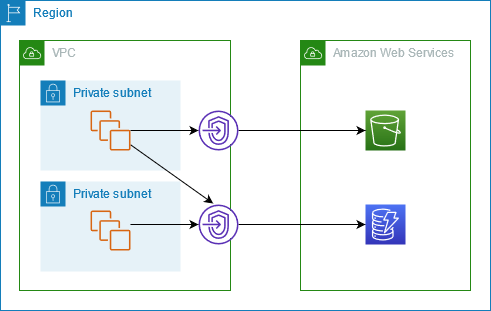 Region
VPC
Amazon Web Services
Private subnet
Private subnet